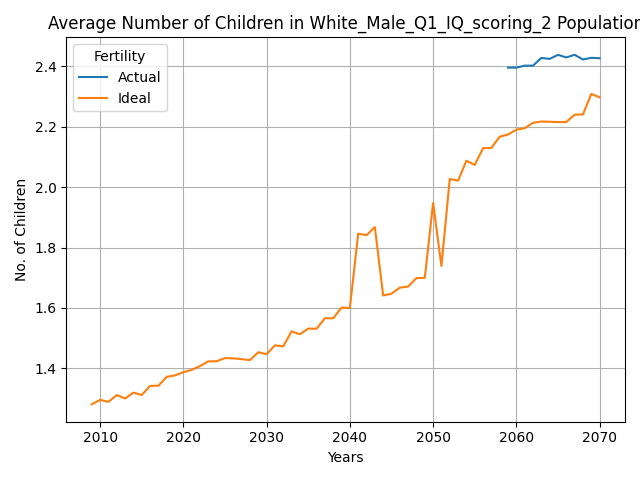 Average Number of Children in White_Male_Q1_IQ_scoring_2 Population
Fertility
Actual
Ideal
No. of Children
2.4
2.2
2.0
1.8
1.6
1.4
2010 2020 2030 2040 2050 2060 2070
Years